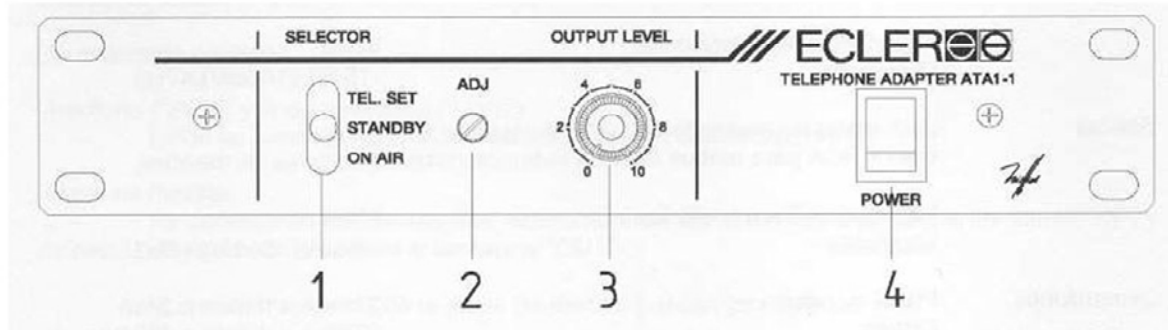 SELECTOR
OUTPUT LEVEL
ECLER
TELEPHONE ADAPTER ATA1-1
TEL. SET
STANDBY
ON AIR
ADJ
4 6
2 8
0 10
POWER
1 2 3 4